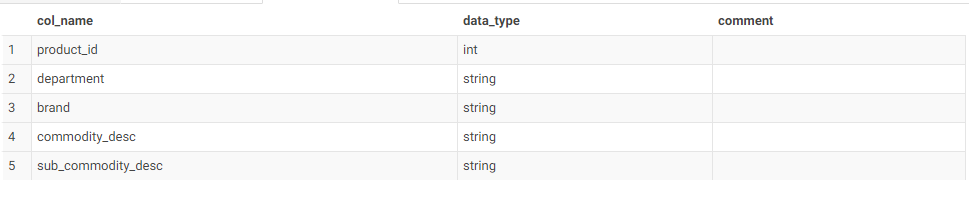 col_name data_type comment
1 product_id int
2 department string
3 brand string
4 commodity_desc string
5 sub_commodity_desc string